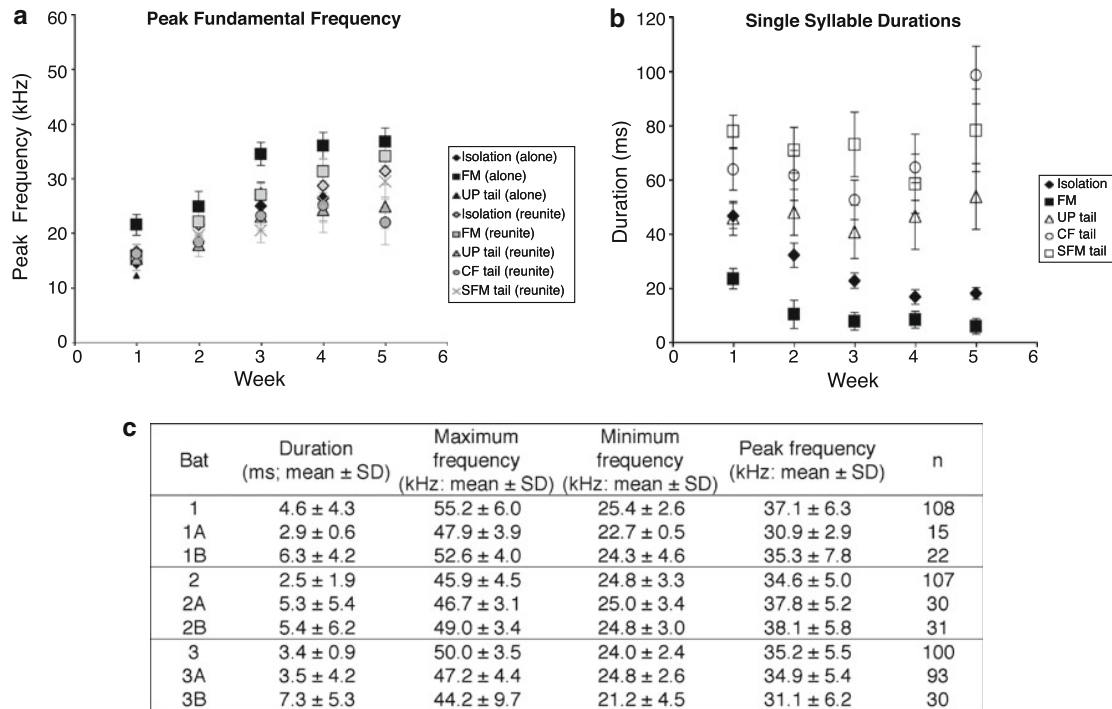 a
Peak Fundamental Frequency
60
50
40
30
20
10
0
Peak Frequency (kHz)
0 1 2 3 4 5 6
Week
Isolation (alone)
FM (alone)
UP tail (alone)
Isolation (reunite)
FM (reunite)
UP tail (reunite)
CF tail (reunite)
SFM tail (reunite)
b
Single Syllable Durations
120
100
80
60
40
20
0
Duration (ms)
0 1 2 3 4 5 6
Week
Isolation
FM
UP tail
CF tail
SFM tail
c
Bat Duration (ms; mean ± SD) Maximum frequency (kHz: mean ± SD) Minimum frequency (kHz: mean ± SD) Peak frequency (kHz: mean ± SD) n
1 4.6 ± 4.3 55.2 ± 6.0 25.4 ± 2.6 37.1 ± 6.3 108
1A 2.9 ± 0.6 47.9 ± 3.9 22.7 ± 0.5 30.9 ± 2.9 15
1B 6.3 ± 4.2 52.6 ± 4.0 24.3 ± 4.6 35.3 ± 7.8 22
2 2.5 ± 1.9 45.9 ± 4.5 24.8 ± 3.3 34.6 ± 5.0 107
2A 5.3 ± 5.4 46.7 ± 3.1 25.0 ± 3.4 37.8 ± 5.2 30
2B 5.4 ± 6.2 49.0 ± 3.4 24.8 ± 3.0 38.1 ± 5.8 31
3 3.4 ± 0.9 50.0 ± 3.5 24.0 ± 2.4 35.2 ± 5.5 100
3A 3.5 ± 4.2 47.2 ± 4.4 24.8 ± 2.6 34.9 ± 5.4 93
3B 7.3 ± 5.3 44.2 ± 9.7 21.2 ± 4.5 31.1 ± 6.2 30